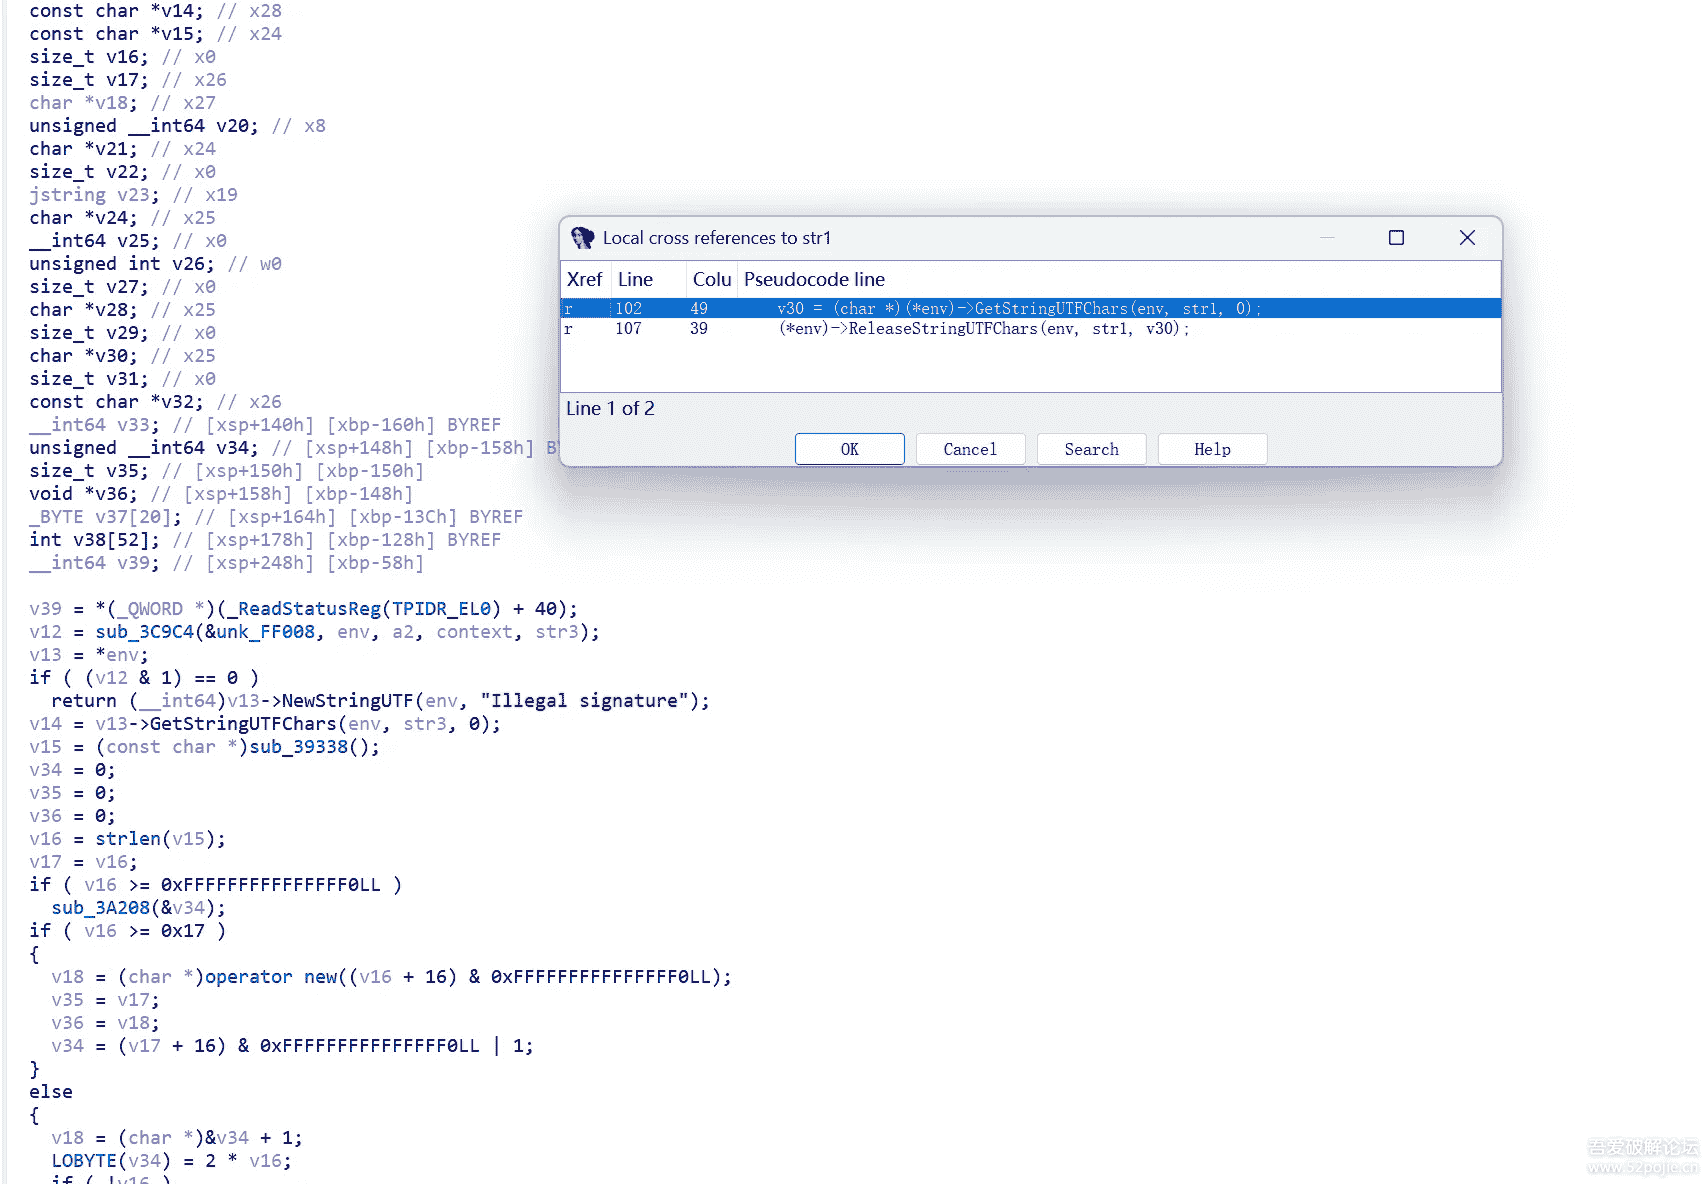 const char *v14; // x28
const char *v15; // x24
size_t v16; // x0
size_t v17; // x26
char *v18; // x27
unsigned __int64 v20; // x8
char *v21; // x24
size_t v22; // x0
jstring v23; // x19
char *v24; // x25
__int64 v25; // x0
unsigned int v26; // w0
size_t v27; // x0
char *v28; // x25
size_t v29; // x0
char *v30; // x25
size_t v31; // x0
const char *v32; // x26
__int64 v33; // [xsp+140h] [xbp-160h] BYREF
unsigned __int64 v34; // [xsp+148h] [xbp-158h] B
size_t v35; // [xsp+150h] [xbp-150h]
void *v36; // [xsp+158h] [xbp-148h]
_BYTE v37[20]; // [xsp+164h] [xbp-13Ch] BYREF
int v38[52]; // [xsp+178h] [xbp-128h] BYREF
__int64 v39; // [xsp+248h] [xbp-58h]
v39 = *(_QWORD *)(_ReadStatusReg(TPIDR_EL0) + 40);
v12 = sub_3C9C4(&unk_FF008, env, a2, context, str3);
v13 = *env;
if ( (v12 & 1) == 0 )
return (__int64)v13->NewStringUTF(env, "Illegal signature");
v14 = v13->GetStringUTFChars(env, str3, 0);
v15 = (const char *)sub_39338();
v34 = 0;
v35 = 0;
v36 = 0;
v16 = strlen(v15);
v17 = v16;
if ( v16 >= 0xFFFFFFFFFFFFFFF0LL )
sub_3A208(&v34);
if ( v16 >= 0x17 )
{
v18 = (char *)operator new((v16 + 16) & 0xFFFFFFFFFFFFFFF0LL);
v35 = v17;
v36 = v18;
v34 = (v17 + 16) & 0xFFFFFFFFFFFFFFF0LL | 1;
}
else
{
v18 = (char *)&v34 + 1;
LOBYTE(v34) = 2 * v16;
if ( !v16 )
Local cross references to str1
Xref Line Colu Pseudocode line
r 102 49 v30 = (char *)(*env)->GetStringUTFChars(env, str1, 0);
r 107 39 (*env)->ReleaseStringUTFChars(env, str1, v30);
Line 1 of 2
OK Cancel Search Help
吾爱破解论坛
www.52pojie.cn